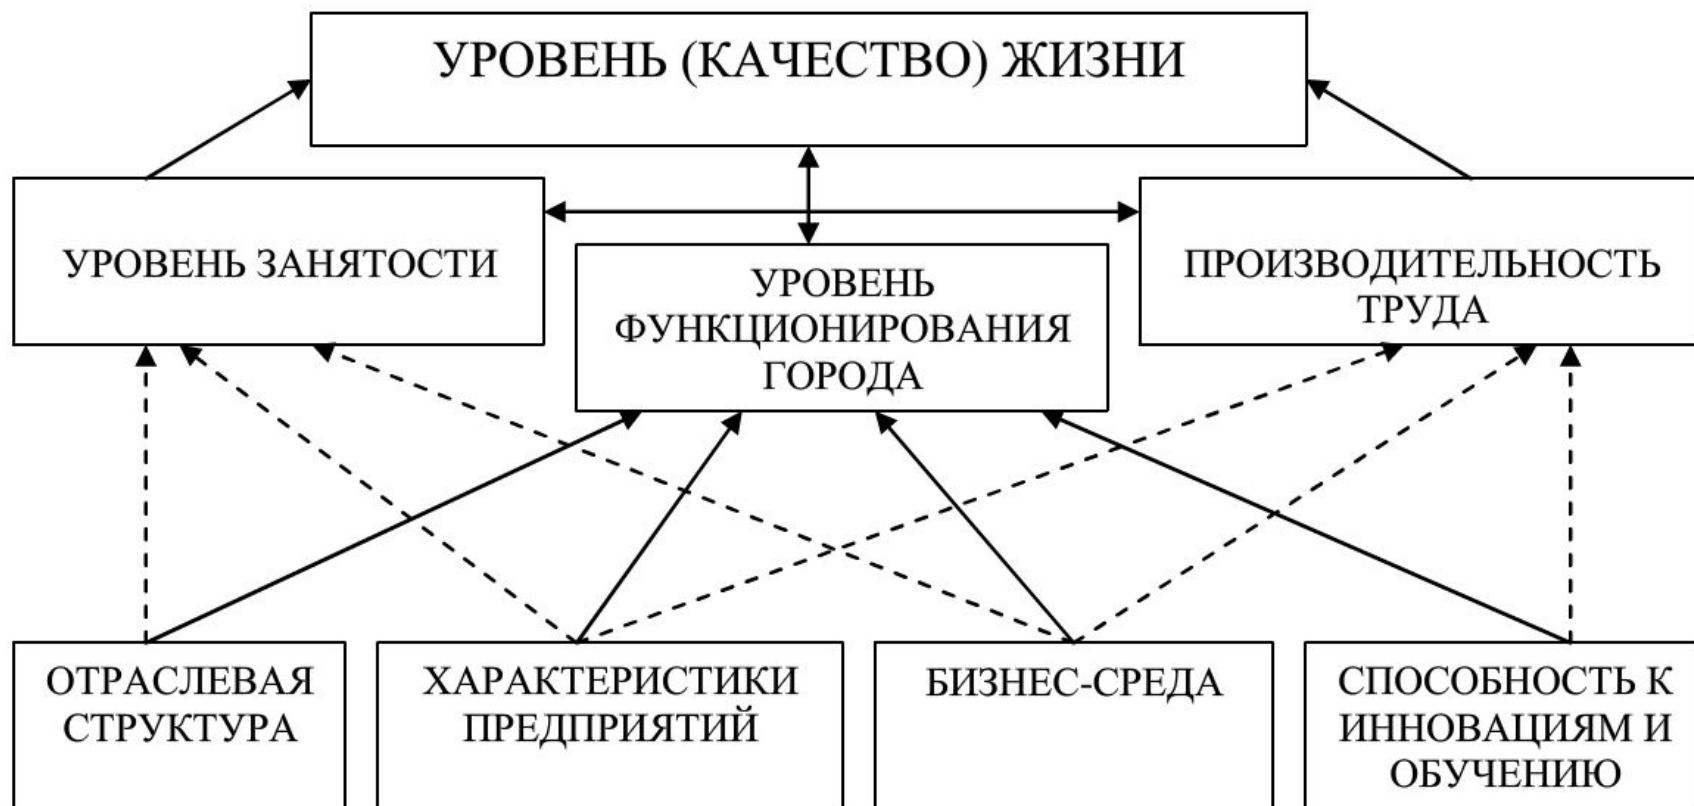 УРОВЕНЬ (КАЧЕСТВО) ЖИЗНИ
УРОВЕНЬ ЗАНЯТОСТИ
УРОВЕНЬ
ФУНКЦИОНИРОВАНИЯ
ГОРОДА
ПРОИЗВОДИТЕЛЬНОСТЬ
ТРУДА
ОТРАСЛЕВАЯ
СТРУКТУРА
ХАРАКТЕРИСТИКИ
ПРЕДПРИЯТИЙ
БИЗНЕС-СРЕДА
СПОСОБНОСТЬ К
ИННОВАЦИЯМ И
ОБУЧЕНИЮ